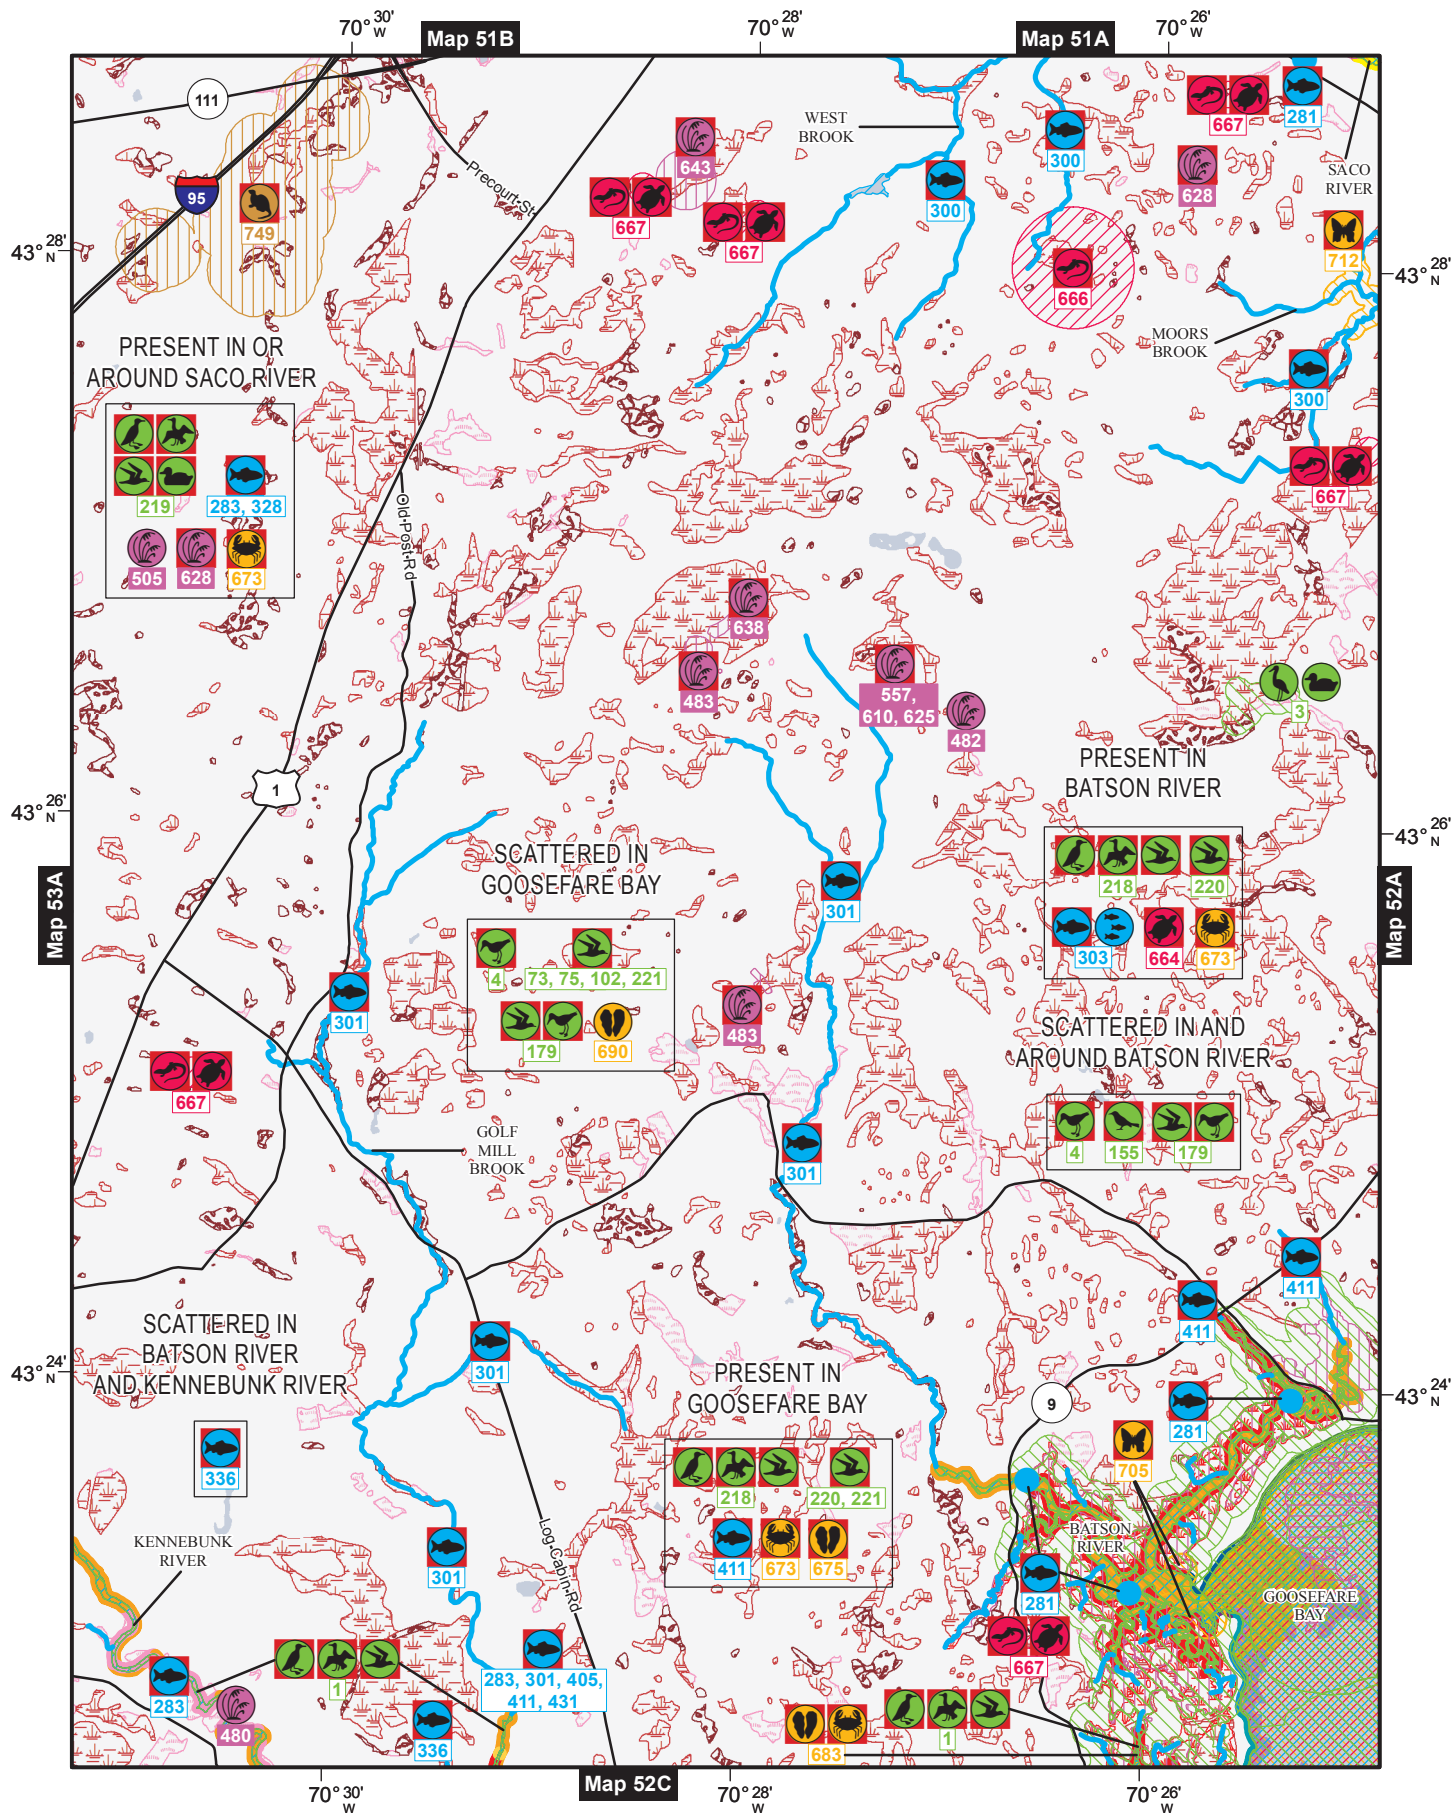 70°30' W
Map 51B
70°28' W
Map 51A
70°26' W
111
95
749
Precourt St
643
667
667
WEST
BROOK
300
300
667
281
628
SACO
RIVER
712
666
43°28' N
43°28' N
MOORS
BROOK
300
667
PRESENT IN OR
AROUND SACO RIVER
219
283, 328
505
628
673
Old Post Rd
638
483
557,
610, 625
482
3
1
43°26' N
43°26' N
PRESENT IN
BATSON RIVER
218
220
303
664
673
SCATTERED IN
GOOSEFARE BAY
4
73, 75, 102, 221
179
690
301
Map 53A
Map 52A
301
483
SCATTERED IN AND
AROUND BATSON RIVER
4
155
179
667
GOLF
MILL
BROOK
301
411
411
SCATTERED IN
BATSON RIVER
AND KENNEBUNK RIVER
336
301
43°24' N
43°24' N
PRESENT IN
GOOSEFARE BAY
218
220, 221
411
673
675
9
281
705
KENNEBUNK
RIVER
301
Log Cabin Rd
BATSON
RIVER
281
GOOSEFARE
BAY
667
283
480
1
283, 301, 405,
411, 431
336
683
1
70°30' W
Map 52C
70°28' W
70°26' W